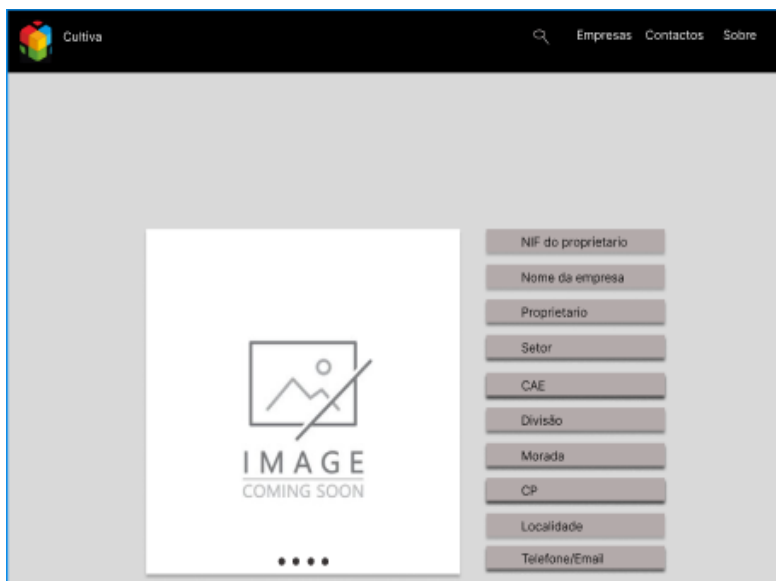 Cultiva
Empresas Contactos Sobre
NIF do proprietario
Nome da empresa
Proprietario
Setor
CAE
Divisão
Morada
CP
Localidade
Telefone/Email
IMAGE
COMING SOON